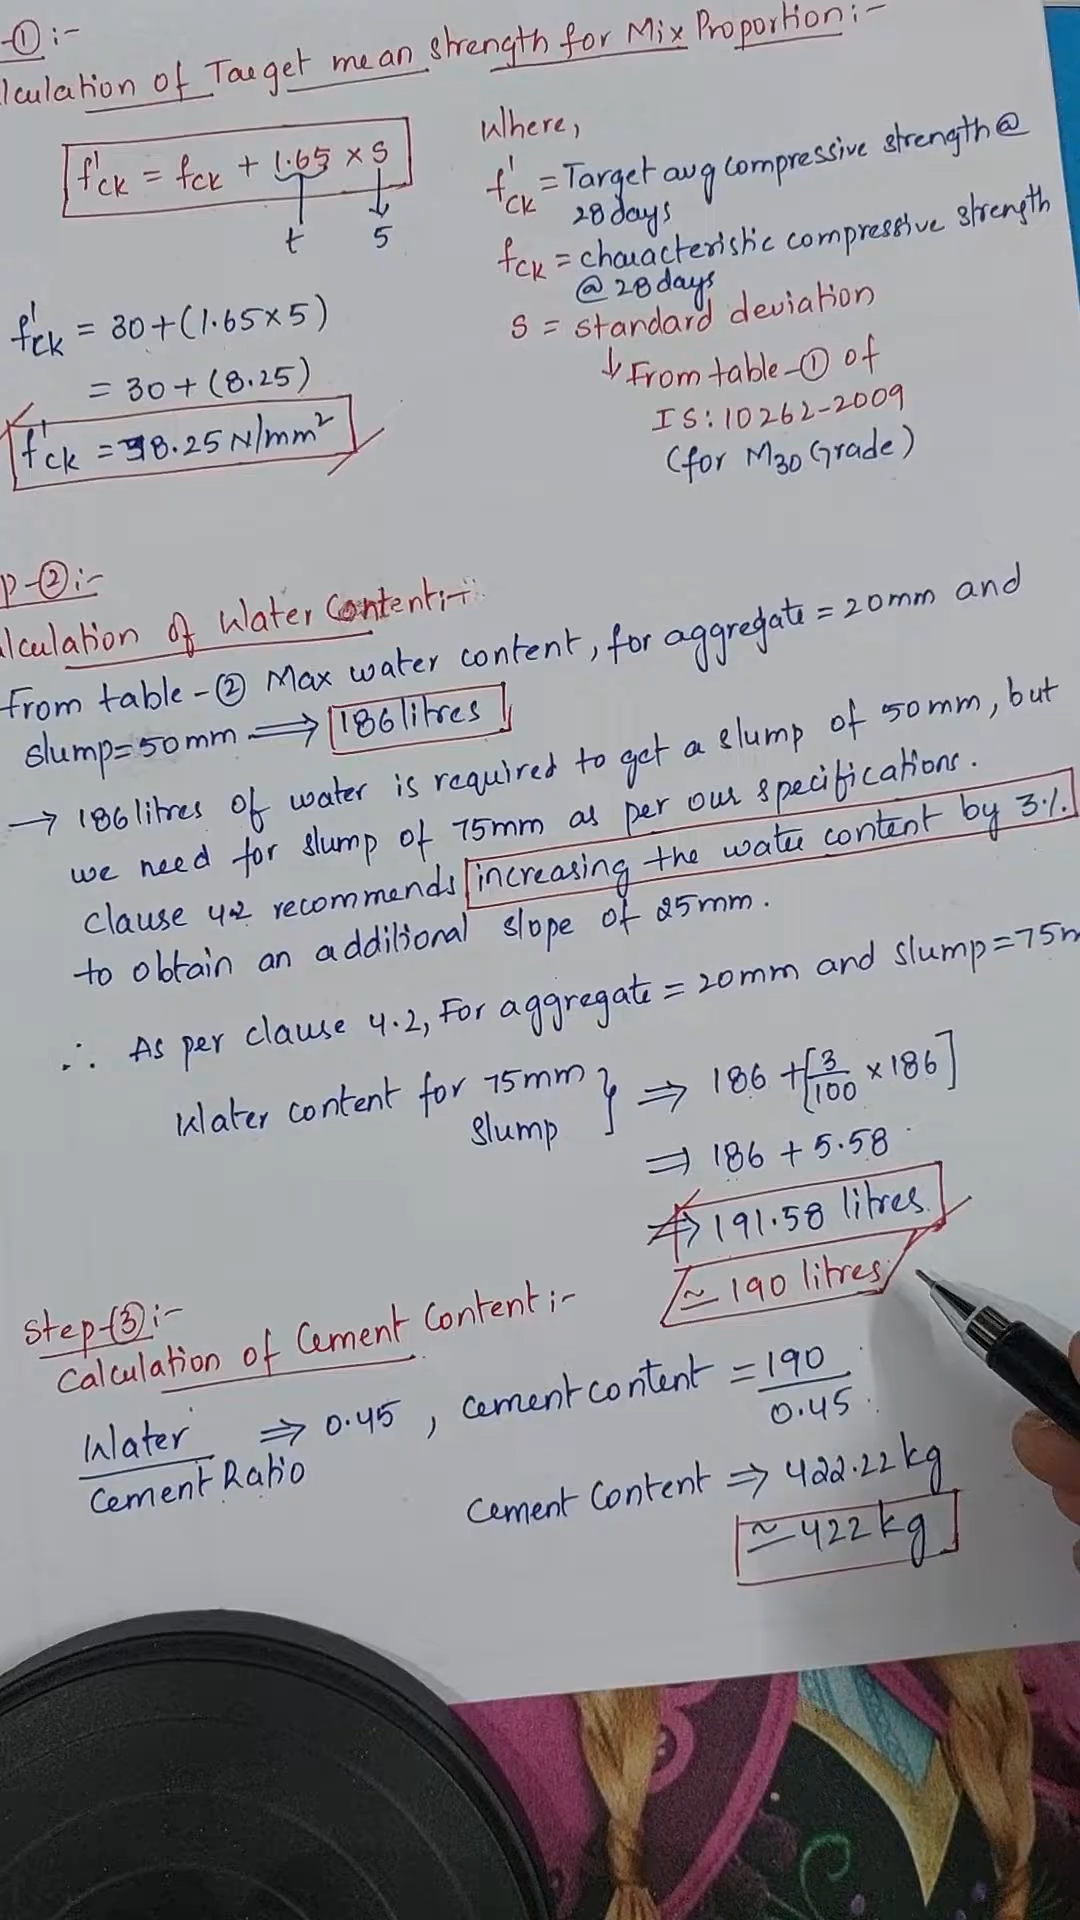 -①:-
lculation of Target mean strength for Mix Proportion:-
f'ck = fck + 1.65 × S
t
5
Where,
f'ck = Target avg compressive strength @
28 days
fck = characteristic compressive strength
@ 28 days
S = standard deviation
↓ From table-① of
IS:10262-2009
(for M30 Grade)
f'ck = 30+(1.65×5)
= 30+(8.25)
f'ck = 38.25 N/mm²
p-②:-
lculation of Water Content:-
From table-② Max water content, for aggregate = 20mm and
slump=50mm ⟹ 186 litres
→ 186 litres of water is required to get a slump of 50mm, but
we need for slump of 75mm as per our specifications.
clause 4.2 recommends increasing the water content by 3%.
to obtain an additional slope of 25mm.
∴ As per clause 4.2, For aggregate = 20mm and slump=75m
Water content for 75mm
slump
} ⇒ 186 + [3/100 × 186]
⇒ 186 + 5.58
⇒ 191.58 litres
≃ 190 litres
Step-③:-
Calculation of Cement Content:-
Water
Cement Ratio
⇒ 0.45, cement content = 190/0.45
Cement Content ⇒ 422.22 kg
≃ 422 kg